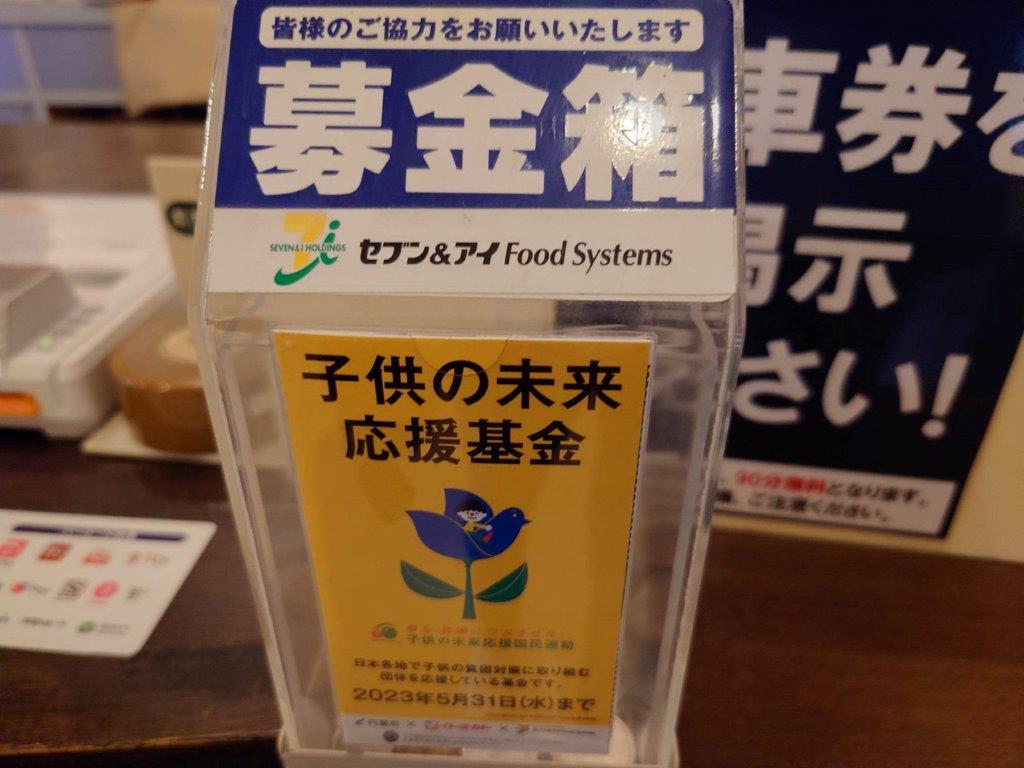 皆様のご協力をお願いいたします
募金箱
SEVEN & I HOLDINGS
セブン&アイ Food Systems
子供の未来
応援基金
子供の未来応援国民運動
日本各地で子供の貧困対策に取り組む
団体を応援している基金です。
2023年5月31日(水)まで
車券を
掲示
さい!
90分無料となります。
ご注意ください。